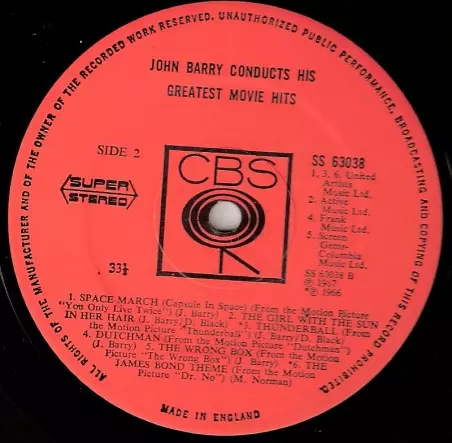 ALL RIGHTS OF THE MANUFACTURER AND OF THE OWNER OF THE RECORDED WORK RESERVED. UNAUTHORIZED PUBLIC PERFORMANCE, BROADCASTING AND COPYING OF THIS RECORD PROHIBITED
JOHN BARRY CONDUCTS HIS
GREATEST MOVIE HITS
SIDE 2
SUPER
STEREO
33⅓
CBS
SS 63038
1, 3, 6. United
Artists
Music Ltd.
2. Active
Music Ltd.
4. Frank
Music Ltd.
5. Screen
Gems-
Columbia
Music Ltd.
SS 63038 B
℗ 1967
*℗ 1966
1. SPACE MARCH (Capsule In Space) (From the Motion Picture
"You Only Live Twice") (J. Barry) 2. THE GIRL WITH THE SUN
IN HER HAIR (J. Barry, D. Black) *3. THUNDERBALL (From
the Motion Picture "Thunderball") (J. Barry, D. Black)
4. DUTCHMAN (From the Motion Picture "Dutchman")
(J. Barry) 5. THE WRONG BOX (From the Motion
Picture "The Wrong Box") (J. Barry) *6. THE
JAMES BOND THEME (From the Motion
Picture "Dr. No") (M. Norman)
MADE IN ENGLAND